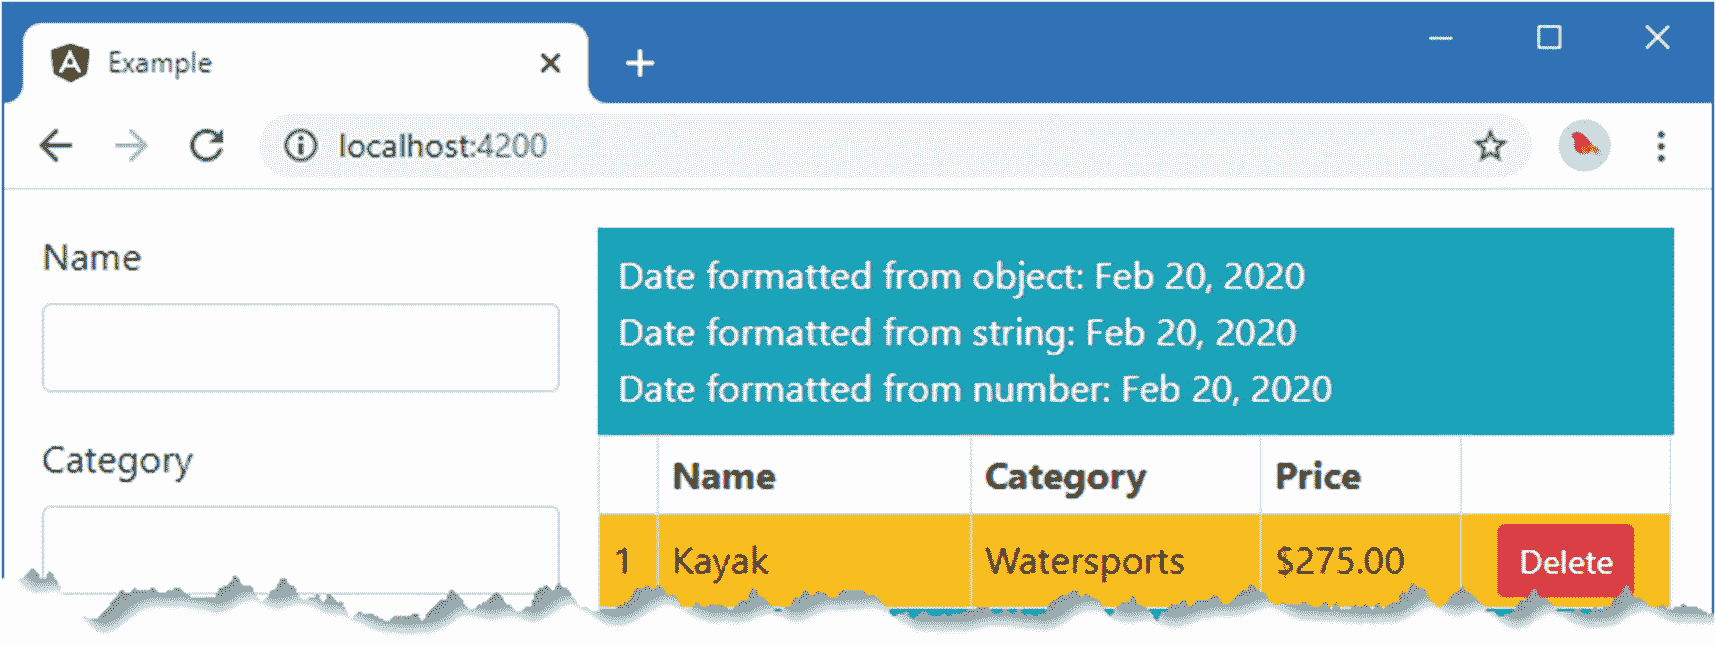 Example
localhost:4200
Name
Category
Date formatted from object: Feb 20, 2020
Date formatted from string: Feb 20, 2020
Date formatted from number: Feb 20, 2020
Name Category Price
1 Kayak Watersports $275.00 Delete